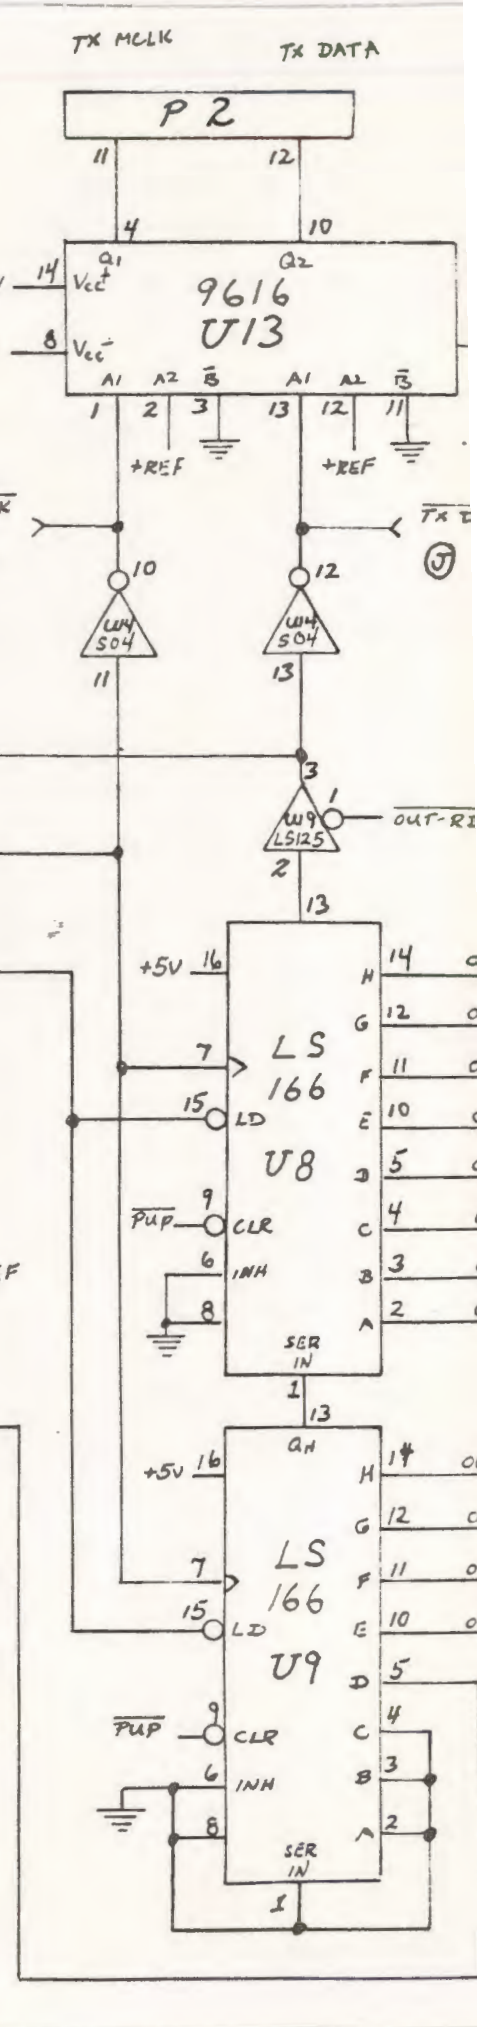 TX MCLK TX DATA
P2
11 12
4 10
Q1 Q2
14 Vcc+
9616
U13
8 Vcc-
A1 A2 B̅ A1 A2 B̅
1 2 3 13 12 11
+REF +REF
K̅
T̅X̅ D̅
J
10 12
U4 S04
U4 S04
11 13
3
1
U9 LS125
OUT-RD
2
13
+5V 16 H 14
G 12
LS
7 F 11
166
15 LD E 10
U8
D 5
PUP 9 CLR C 4
6 INH B 3
8 A 2
SER
IN
1
13
QH
+5V 16 H 14
G 12
LS
7 F 11
166
15 LD E 10
U9 D 5
PUP 9 CLR C 4
6 INH B 3
8 A 2
SER
IN
1
EF